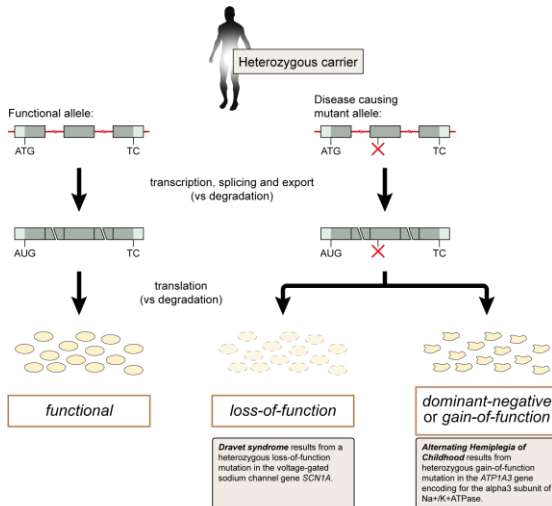 Heterozygous carrier
Functional allele:
Disease causing
mutant allele:
ATG
TC
ATG
TC
transcription, splicing and export
(vs degradation)
AUG
TC
AUG
TC
translation
(vs degradation)
functional
loss-of-function
dominant-negative
or gain-of-function
Dravet syndrome results from a
heterozygous loss-of-function
mutation in the voltage-gated
sodium channel gene SCN1A.
Alternating Hemiplegia of
Childhood results from
heterozygous gain-of-function
mutation in the ATP1A3 gene
encoding for the alpha3 subunit of
Na+/K+ATPase.